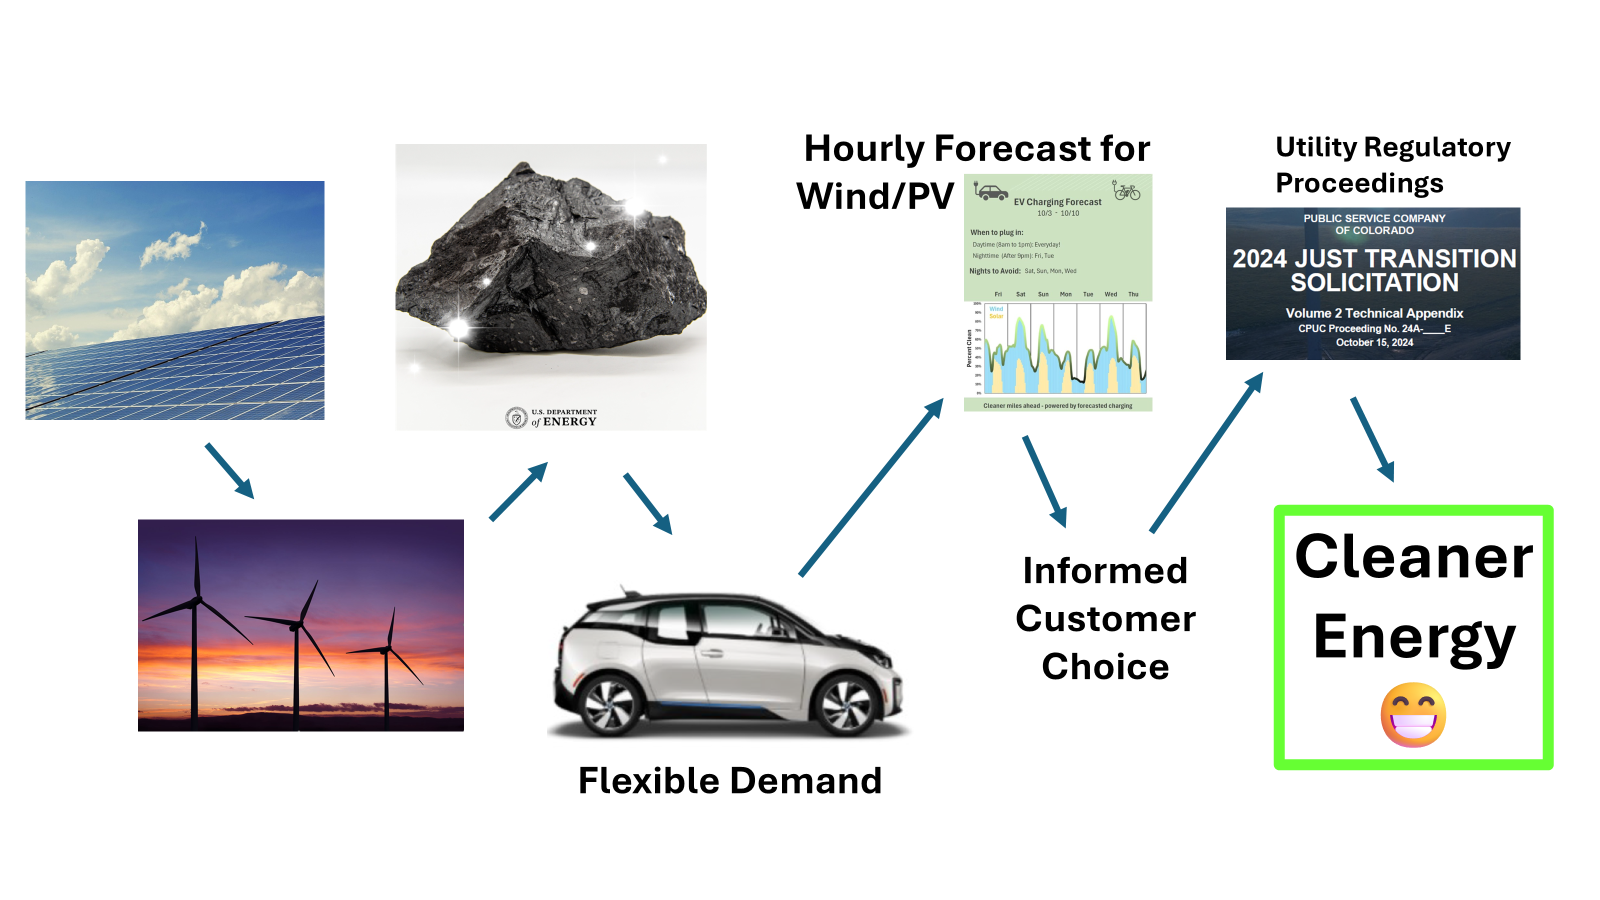 U.S. DEPARTMENT
of ENERGY
Flexible Demand
Hourly Forecast for
Wind/PV
EV Charging Forecast
10/3 - 10/10
When to plug in:
Daytime (8am to 1pm): Everyday!
Nighttime (After 9pm): Fri, Tue
Nights to Avoid: Sat, Sun, Mon, Wed
Fri Sat Sun Mon Tue Wed Thu
Wind
Solar
Percent Clean
Cleaner miles ahead - powered by forecasted charging
Informed
Customer
Choice
Utility Regulatory
Proceedings
PUBLIC SERVICE COMPANY
OF COLORADO
2024 JUST TRANSITION
SOLICITATION
Volume 2 Technical Appendix
CPUC Proceeding No. 24A-____E
October 15, 2024
Cleaner
Energy